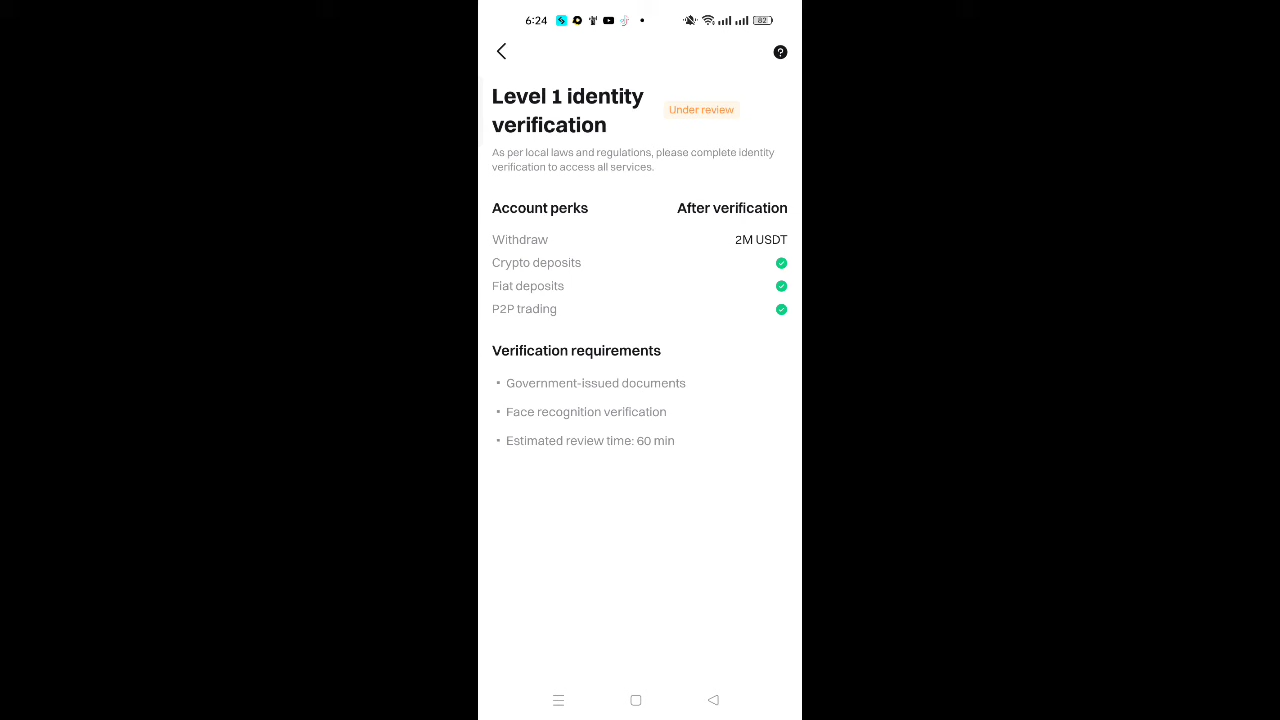 6:24
82
Level 1 identity
verification
Under review
As per local laws and regulations, please complete identity
verification to access all services.
Account perks After verification
Withdraw 2M USDT
Crypto deposits
Fiat deposits
P2P trading
Verification requirements
• Government-issued documents
• Face recognition verification
• Estimated review time: 60 min